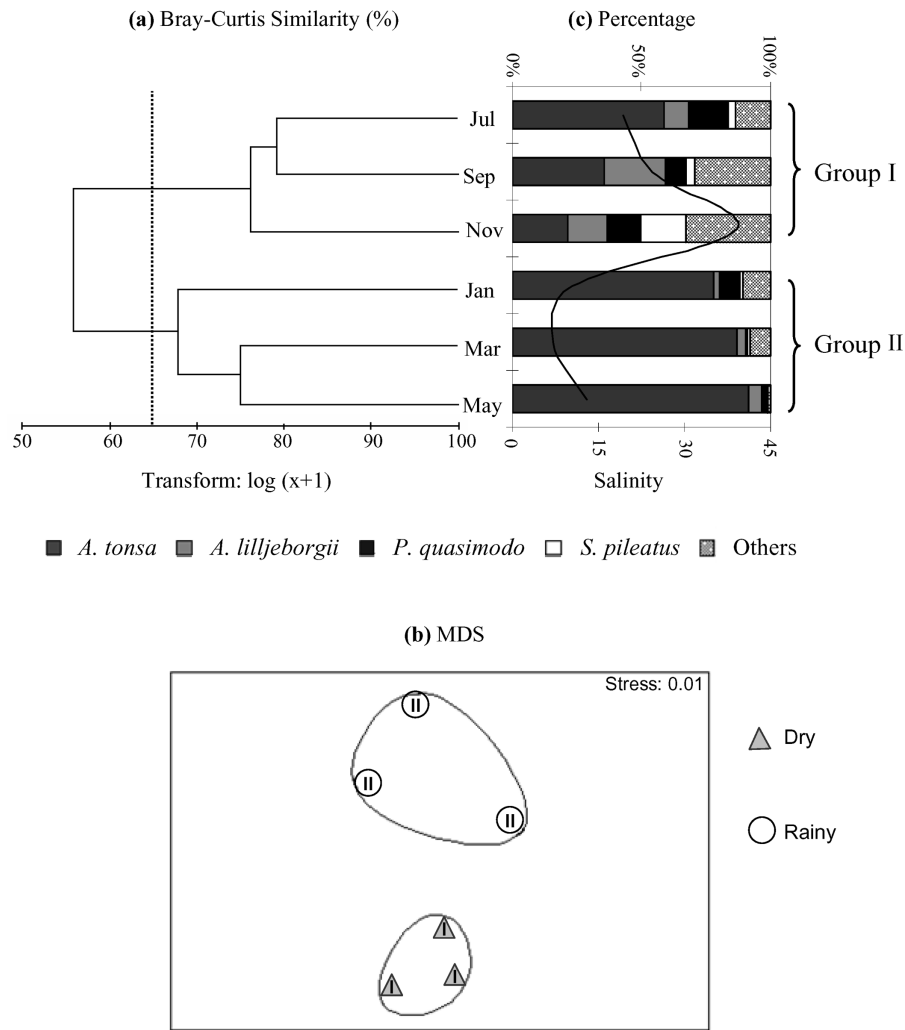 (a) Bray-Curtis Similarity (%)
(c) Percentage
0% 50% 100%
Jul
Sep
Nov
Jan
Mar
May
Group I
Group II
50 60 70 80 90 100
0 15 30 45
Transform: log (x+1)
Salinity
A. tonsa A. lilljeborgii P. quasimodo S. pileatus Others
(b) MDS
Stress: 0.01
II
II
II
I
I
I
Dry
Rainy